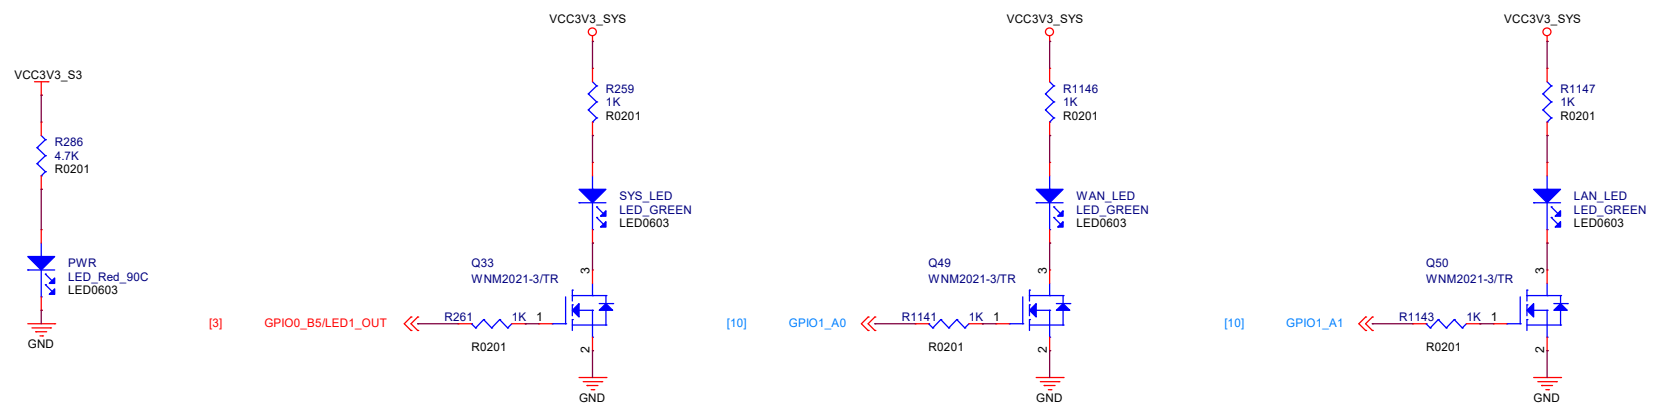 VCC3V3_S3
R286
4.7K
R0201
PWR
LED_Red_90C
LED0603
GND
VCC3V3_SYS
R259
1K
R0201
SYS_LED
LED_GREEN
LED0603
Q33
WNM2021-3/TR
3
[3]
GPIO0_B5/LED1_OUT
R261
1K
1
R0201
2
GND
VCC3V3_SYS
R1146
1K
R0201
WAN_LED
LED_GREEN
LED0603
Q49
WNM2021-3/TR
3
[10]
GPIO1_A0
R1141
1K
1
R0201
2
GND
VCC3V3_SYS
R1147
1K
R0201
LAN_LED
LED_GREEN
LED0603
Q50
WNM2021-3/TR
3
[10]
GPIO1_A1
R1143
1K
1
R0201
2
GND